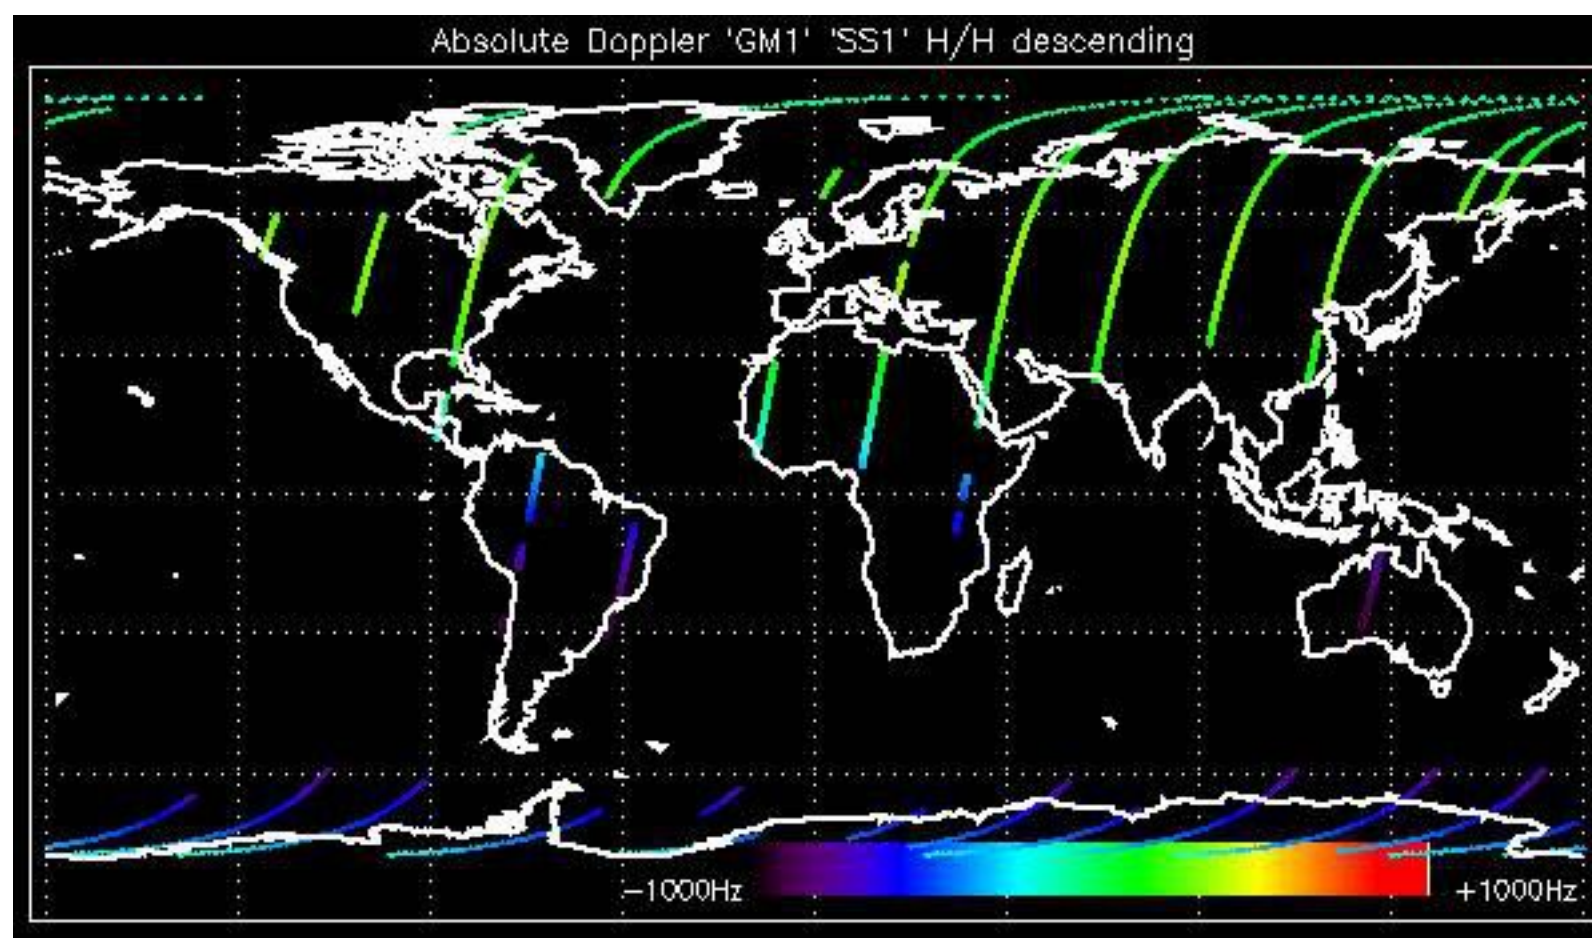 Absolute Doppler 'GM1' 'SS1' H/H descending
−1000Hz
+1000Hz